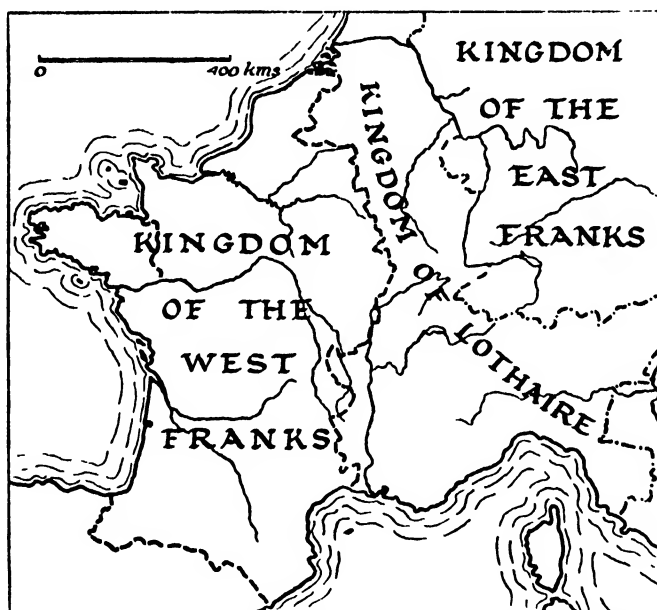 0 400 kms
KINGDOM
OF THE
EAST
FRANKS
KINGDOM OF LOTHAIRE
KINGDOM
OF THE
WEST
FRANKS